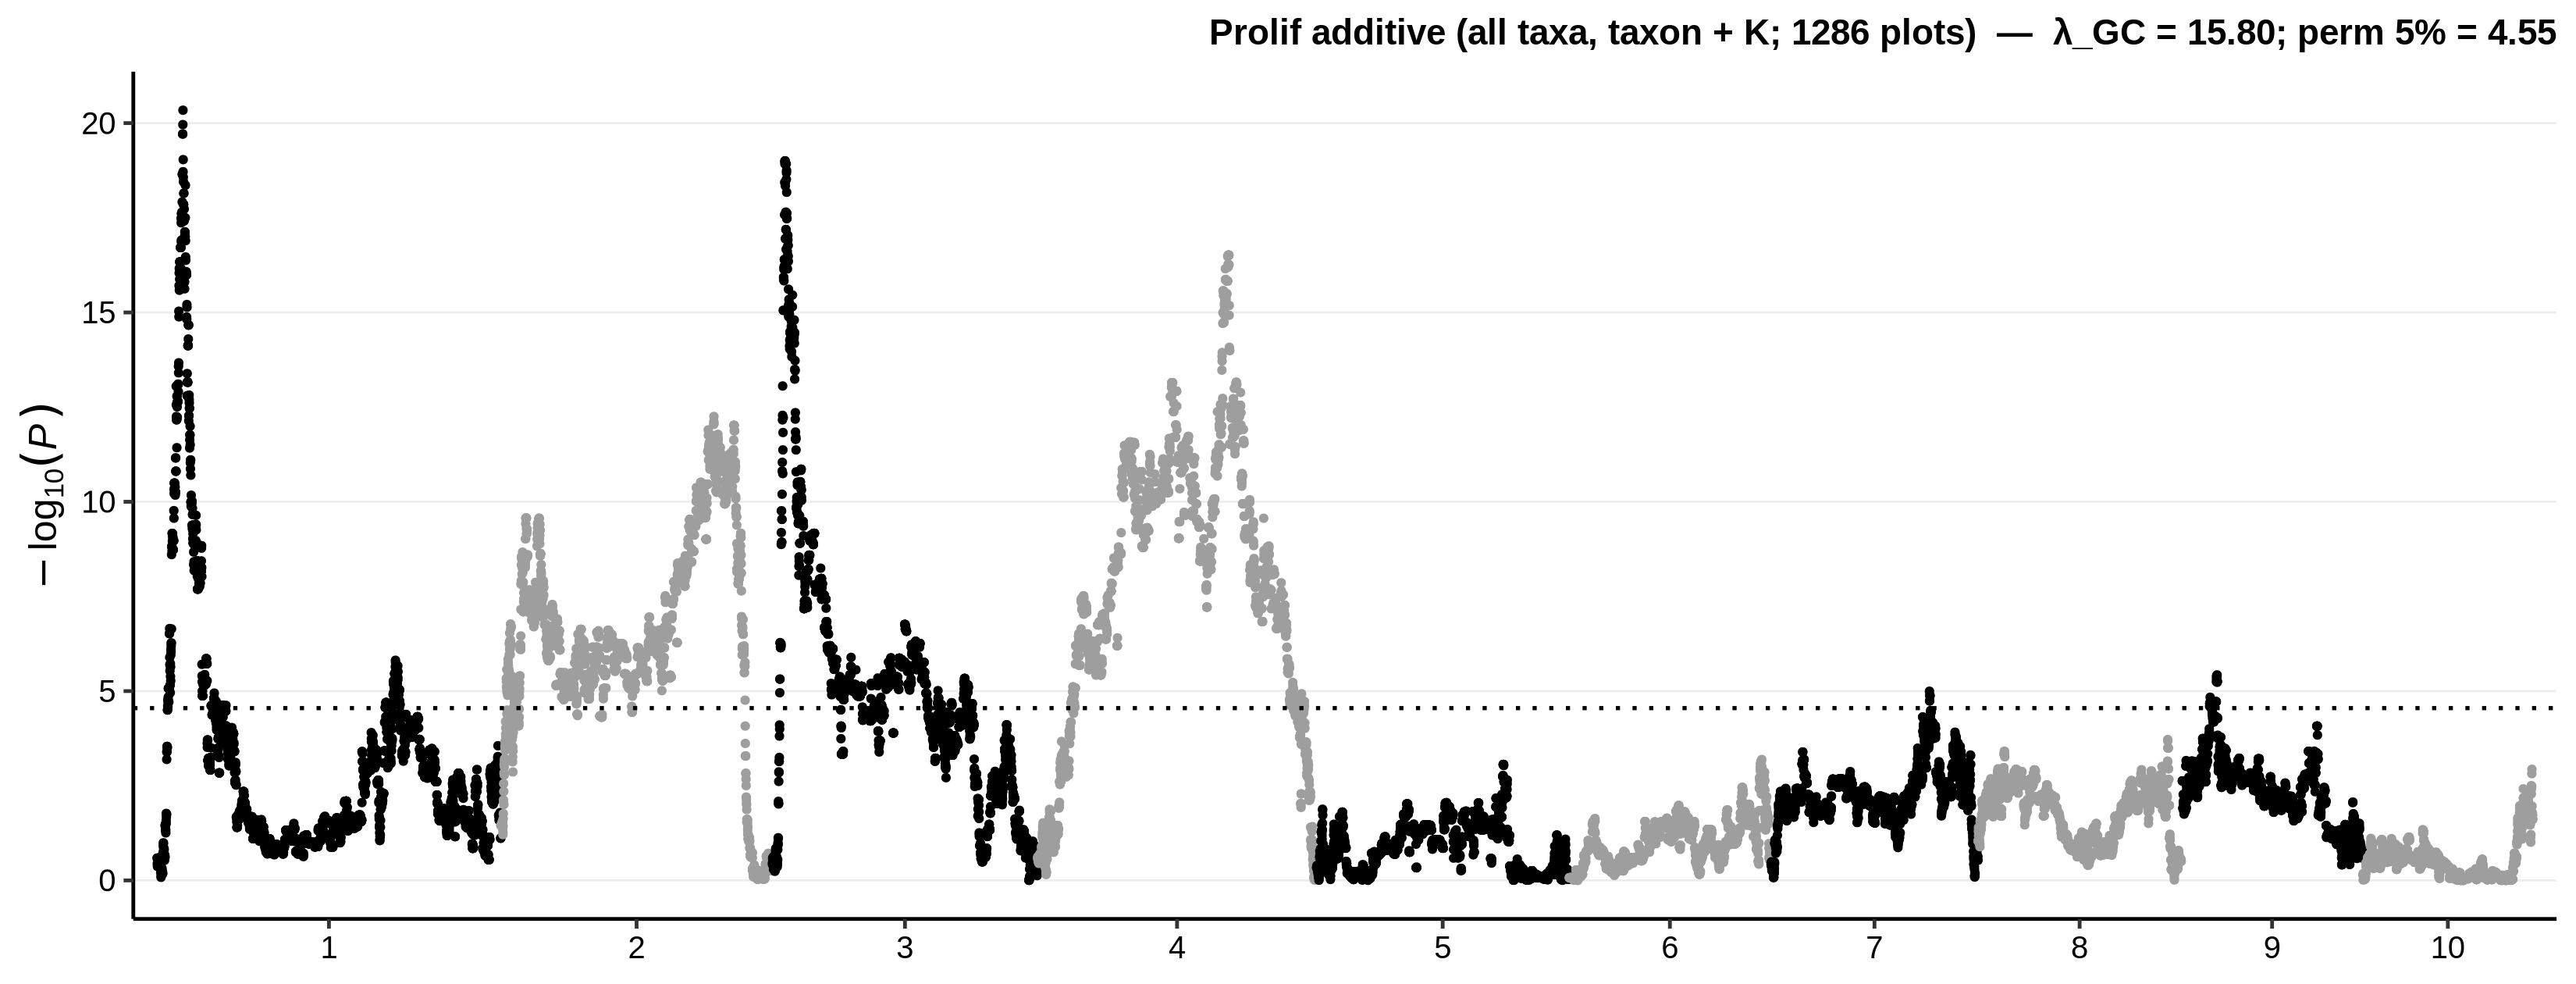 Prolif additive (all taxa, taxon + K; 1286 plots) — λ_GC = 15.80; perm 5% = 4.55
20
15
10
5
0
− log10(P)
1 2 3 4 5 6 7 8 9 10